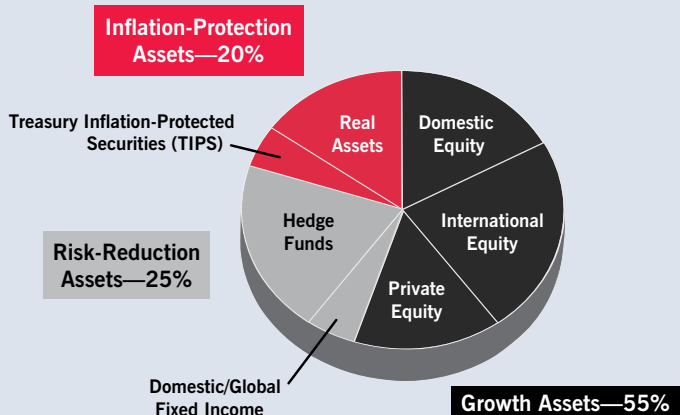 Inflation-Protection
Assets—20%
Treasury Inflation-Protected
Securities (TIPS)
Real
Assets
Domestic
Equity
Hedge
Funds
International
Equity
Risk-Reduction
Assets—25%
Private
Equity
Domestic/Global
Fixed Income
Growth Assets—55%